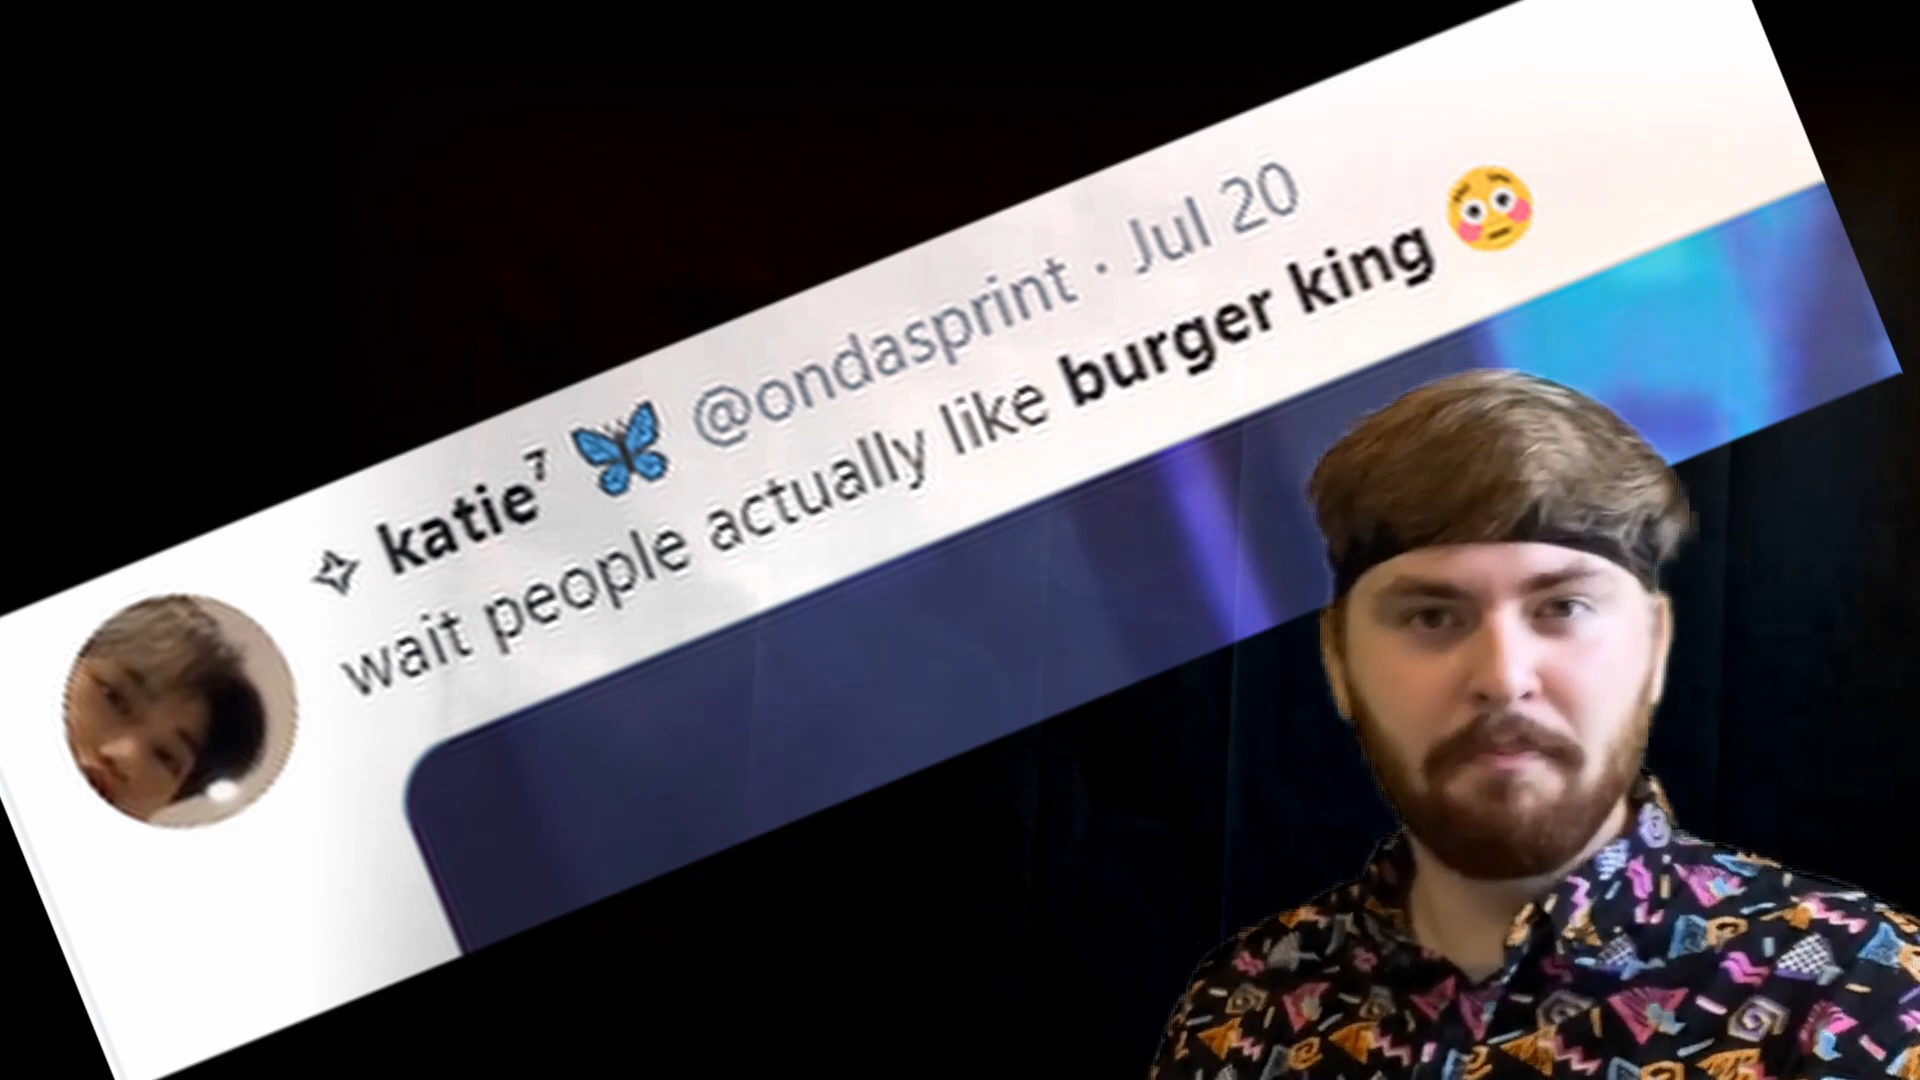 ✧ katie⁷ 🦋 @ondasprint · Jul 20
wait people actually like burger king 😳